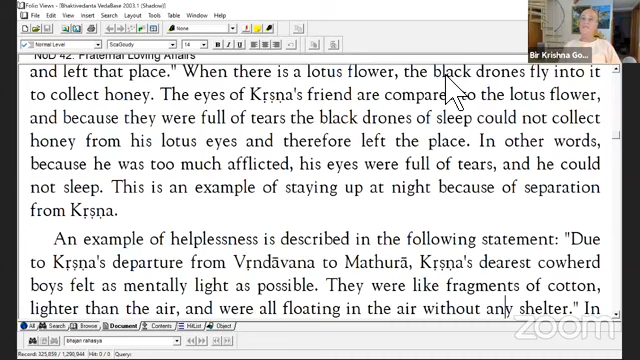 Folio Views - [Bhaktivedanta VedaBase 2003.1 (Shadow)]
File Edit View Search Layout Tools Window Help
Normal Level ScaGoudy 14
NoD 42: Fraternal Loving Affairs
Bir Krishna Go...
and left that place." When there is a lotus flower, the black drones fly into it
to collect honey. The eyes of Kṛṣṇa's friend are compared to the lotus flower,
and because they were full of tears the black drones of sleep could not collect
honey from his lotus eyes and therefore left the place. In other words,
because he was too much afflicted, his eyes were full of tears, and he could
not sleep. This is an example of staying up at night because of separation
from Kṛṣṇa.
An example of helplessness is described in the following statement: "Due
to Kṛṣṇa's departure from Vṛndāvana to Mathurā, Kṛṣṇa's dearest cowherd
boys felt as mentally light as possible. They were like fragments of cotton,
lighter than the air, and were all floating in the air without any shelter." In
All Search Browse Document Contents Hit List Object
bhajan rahasya
Hit: 0 / 0
zoom